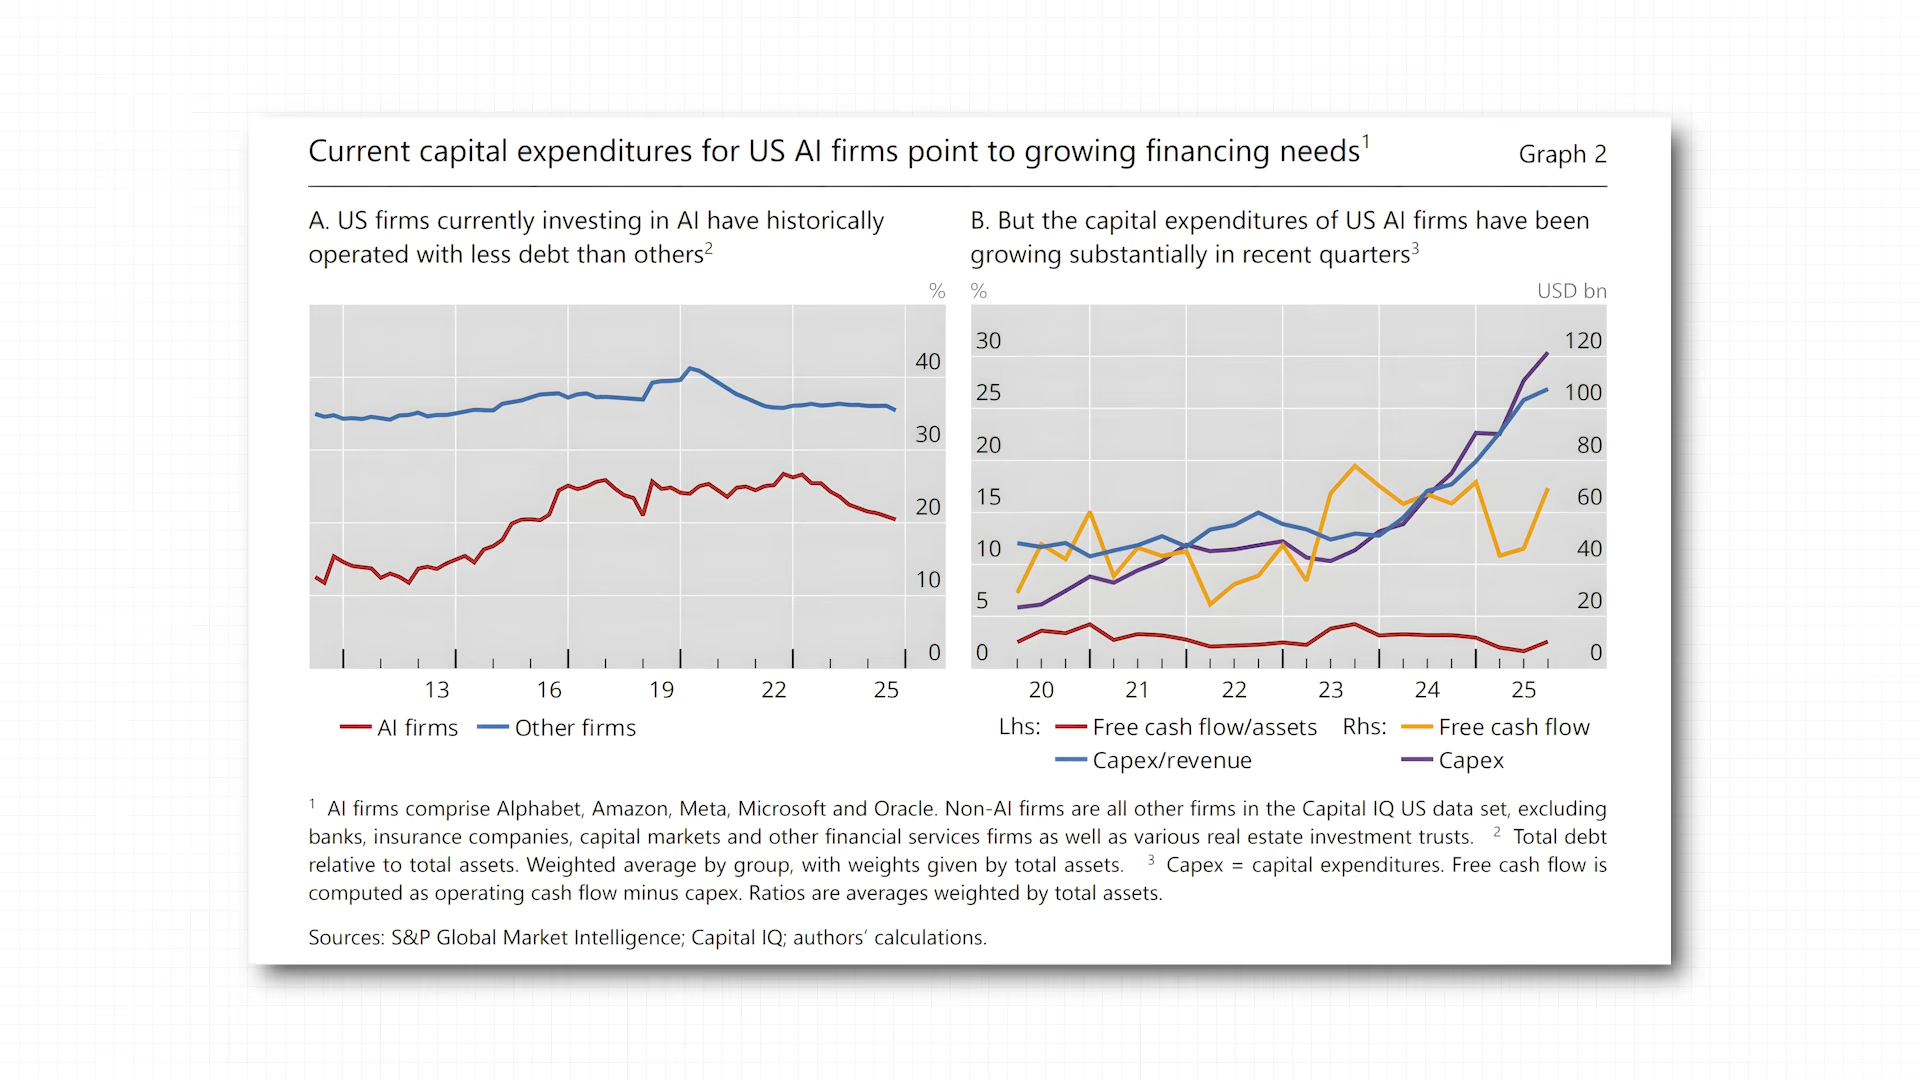 Current capital expenditures for US AI firms point to growing financing needs¹
Graph 2
A. US firms currently investing in AI have historically
operated with less debt than others²
B. But the capital expenditures of US AI firms have been
growing substantially in recent quarters³
%
40
30
20
10
0
13 16 19 22 25
AI firms Other firms
% USD bn
30 120
25 100
20 80
15 60
10 40
5 20
0 0
20 21 22 23 24 25
Lhs: Free cash flow/assets Rhs: Free cash flow
Capex/revenue Capex
¹ AI firms comprise Alphabet, Amazon, Meta, Microsoft and Oracle. Non-AI firms are all other firms in the Capital IQ US data set, excluding
banks, insurance companies, capital markets and other financial services firms as well as various real estate investment trusts. ² Total debt
relative to total assets. Weighted average by group, with weights given by total assets. ³ Capex = capital expenditures. Free cash flow is
computed as operating cash flow minus capex. Ratios are averages weighted by total assets.
Sources: S&P Global Market Intelligence; Capital IQ; authors’ calculations.